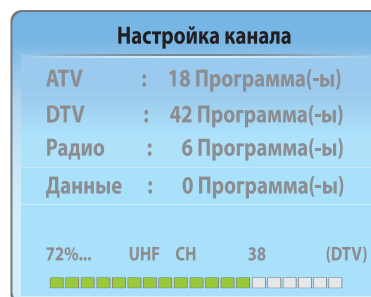 Настройка канала
ATV : 18 Программа(-ы)
DTV : 42 Программа(-ы)
Радио : 6 Программа(-ы)
Данные : 0 Программа(-ы)
72%... UHF CH 38 (DTV)